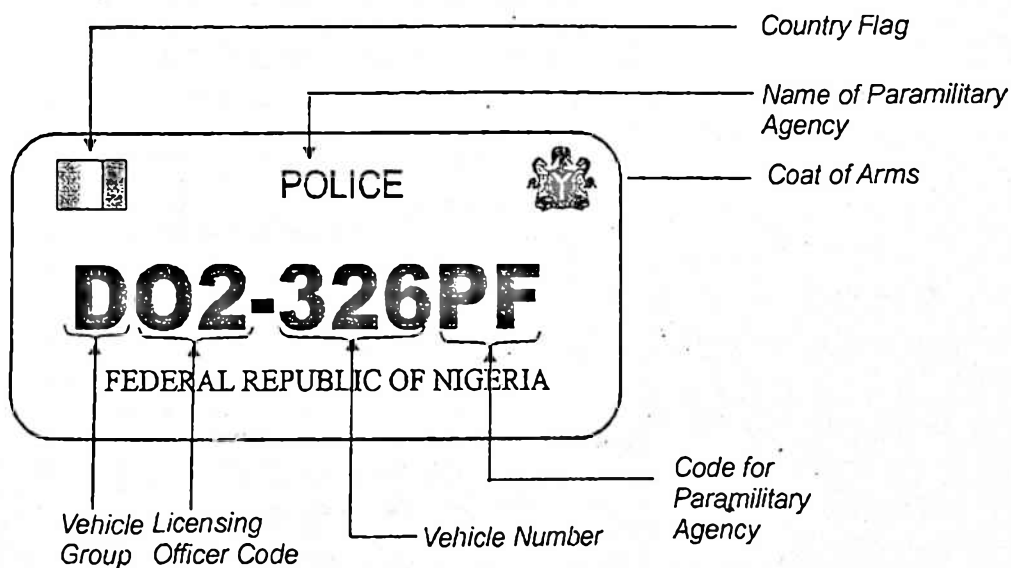 Country Flag
Name of Paramilitary
Agency
Coat of Arms
POLICE
DO2-326PF
FEDERAL REPUBLIC OF NIGERIA
Code for
Paramilitary
Agency
Vehicle Licensing
Group Officer Code
Vehicle Number